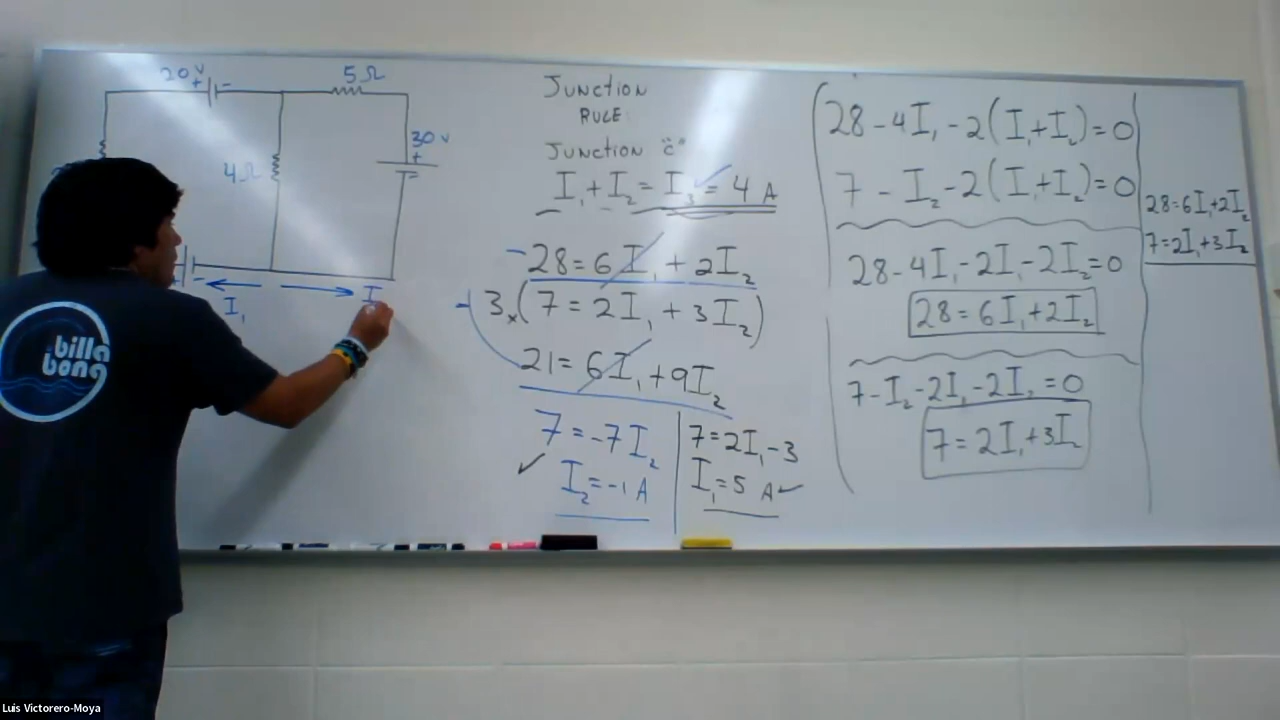 20 V
+ -
5 Ω
30 V
+
-
4 Ω
I₁
I
billa
bong
JUNCTION
RULE
JUNCTION "c"
I₁ + I₂ = I₃ = 4 A
- 28 = 6I₁ + 2I₂
- 3 x (7 = 2I₁ + 3I₂)
21 = 6I₁ + 9I₂
7 = -7I₂
I₂ = -1 A
7 = 2I₁ - 3
I₁ = 5 A
28 - 4I₁ - 2(I₁ + I₂) = 0
7 - I₂ - 2(I₁ + I₂) = 0
28 - 4I₁ - 2I₁ - 2I₂ = 0
28 = 6I₁ + 2I₂
7 - I₂ - 2I₁ - 2I₂ = 0
7 = 2I₁ + 3I₂
28 = 6I₁ + 2I₂
7 = 2I₁ + 3I₂
Luis Victorero-Moya